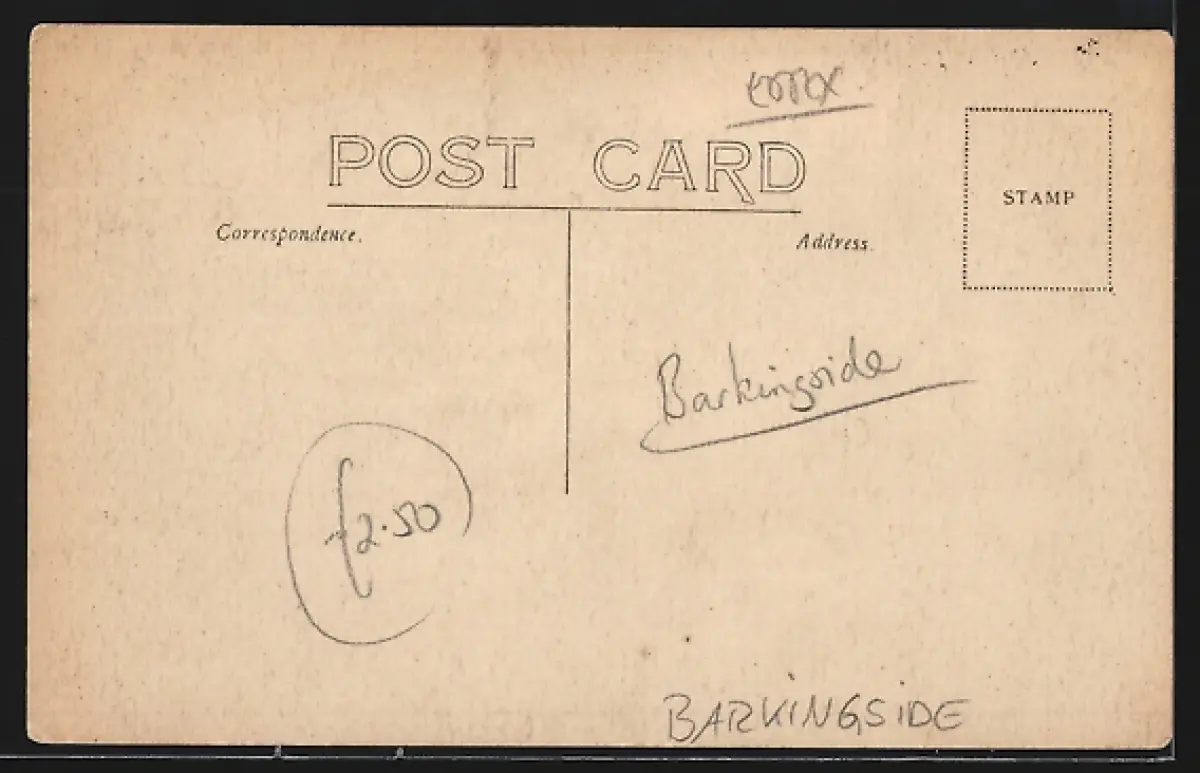 Essex.
POST CARD
STAMP
Correspondence.
Address.
Barkingside
£2.50
BARKINGSIDE